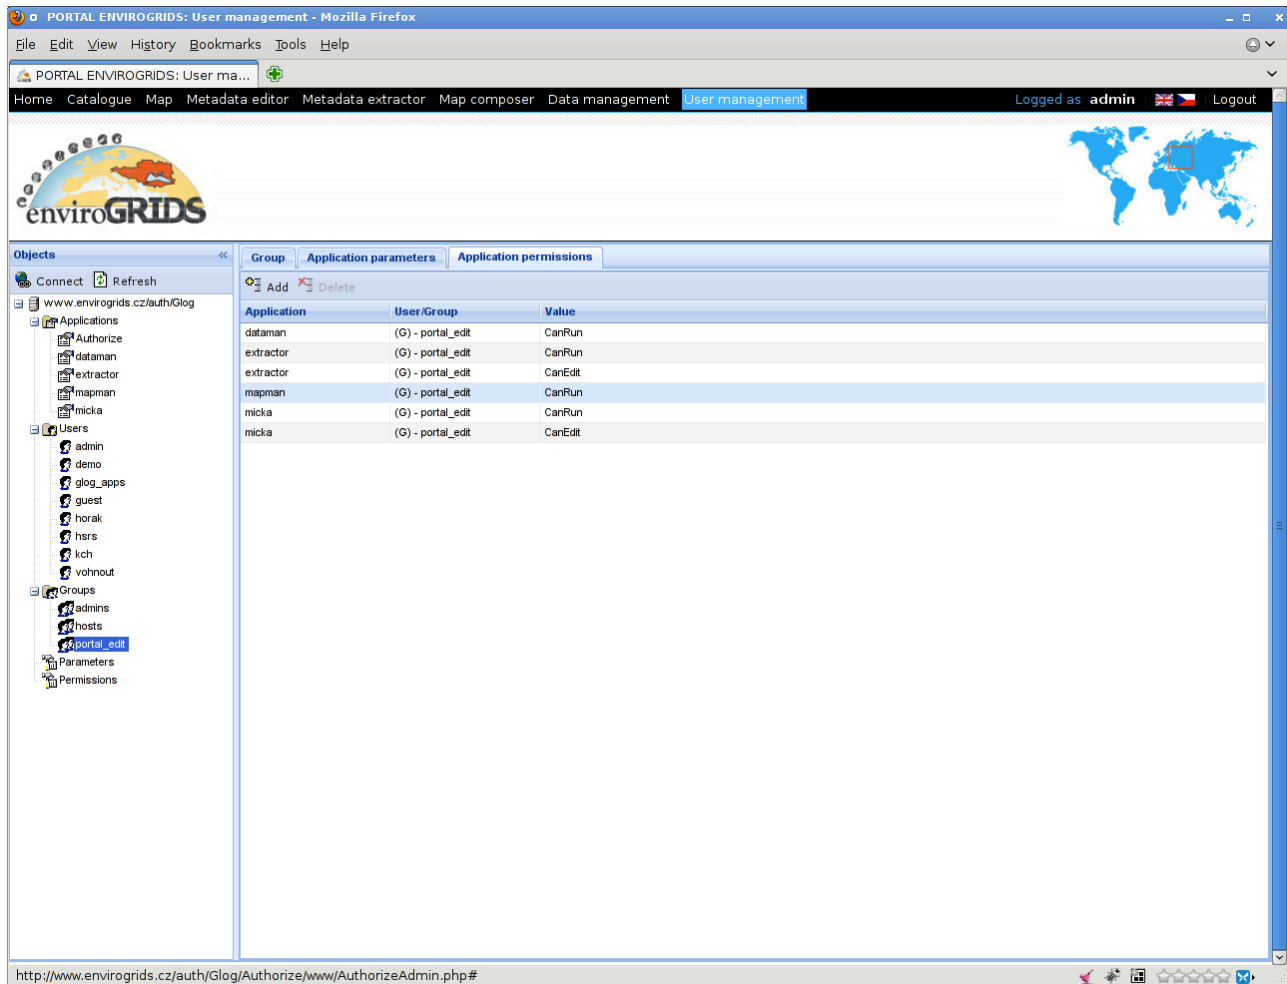 PORTAL ENVIROGRIDS: User management - Mozilla Firefox
File Edit View History Bookmarks Tools Help
PORTAL ENVIROGRIDS: User ma...
Home Catalogue Map Metadata editor Metadata extractor Map composer Data management User management Logged as admin Logout
enviroGRIDS
Objects
Connect Refresh
www.envirogrids.cz/auth/Glog
Applications
Authorize
dataman
extractor
mapman
micka
Users
admin
demo
glog_apps
guest
horak
hsrs
kch
vohnout
Groups
admins
hosts
portal_edit
Parameters
Permissions
Group Application parameters Application permissions
Add Delete
Application User/Group Value
dataman (G) - portal_edit CanRun
extractor (G) - portal_edit CanRun
extractor (G) - portal_edit CanEdit
mapman (G) - portal_edit CanRun
micka (G) - portal_edit CanRun
micka (G) - portal_edit CanEdit
http://www.envirogrids.cz/auth/Glog/Authorize/www/AuthorizeAdmin.php#